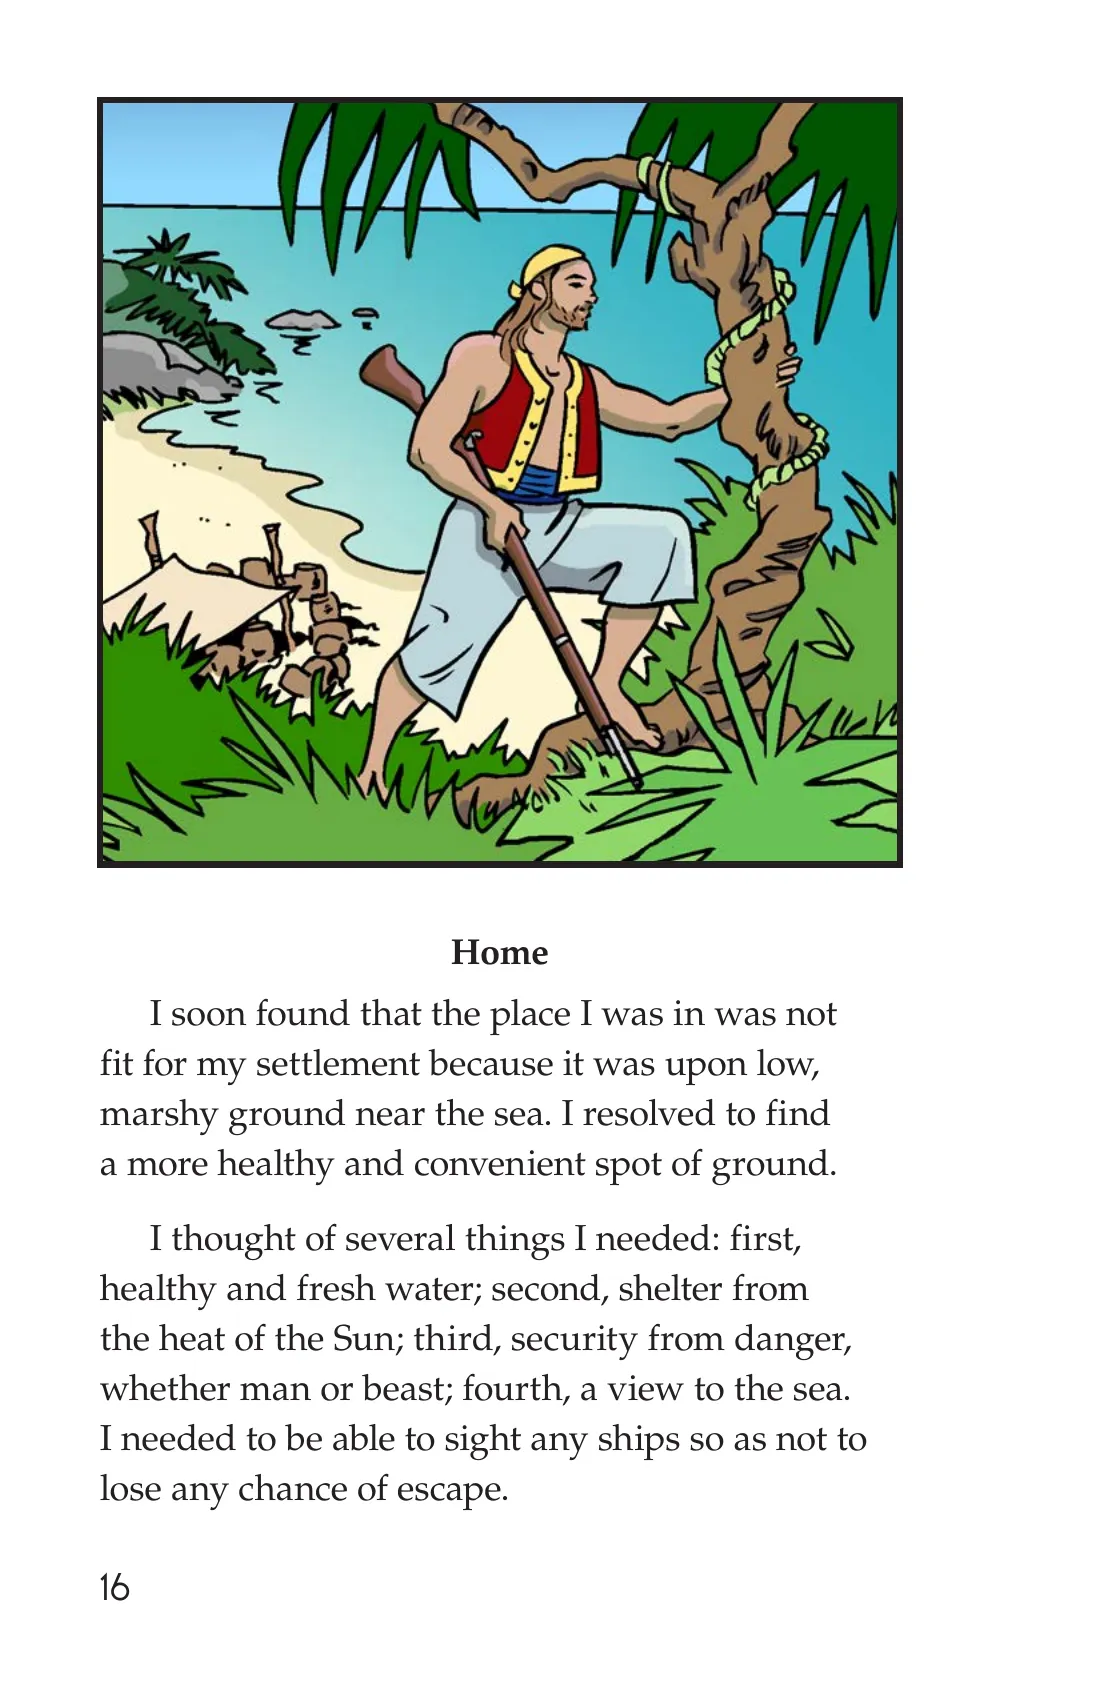 Home
I soon found that the place I was in was not
fit for my settlement because it was upon low,
marshy ground near the sea. I resolved to find
a more healthy and convenient spot of ground.
I thought of several things I needed: first,
healthy and fresh water; second, shelter from
the heat of the Sun; third, security from danger,
whether man or beast; fourth, a view to the sea.
I needed to be able to sight any ships so as not to
lose any chance of escape.
16